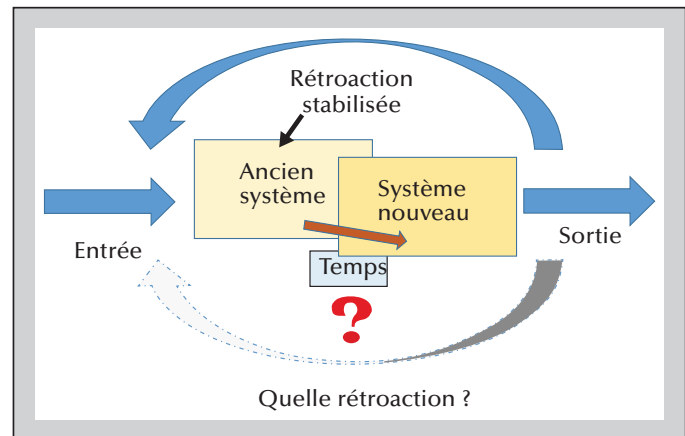 Rétroaction
stabilisée
Ancien
système
Système
nouveau
Entrée
Sortie
Temps
?
Quelle rétroaction ?